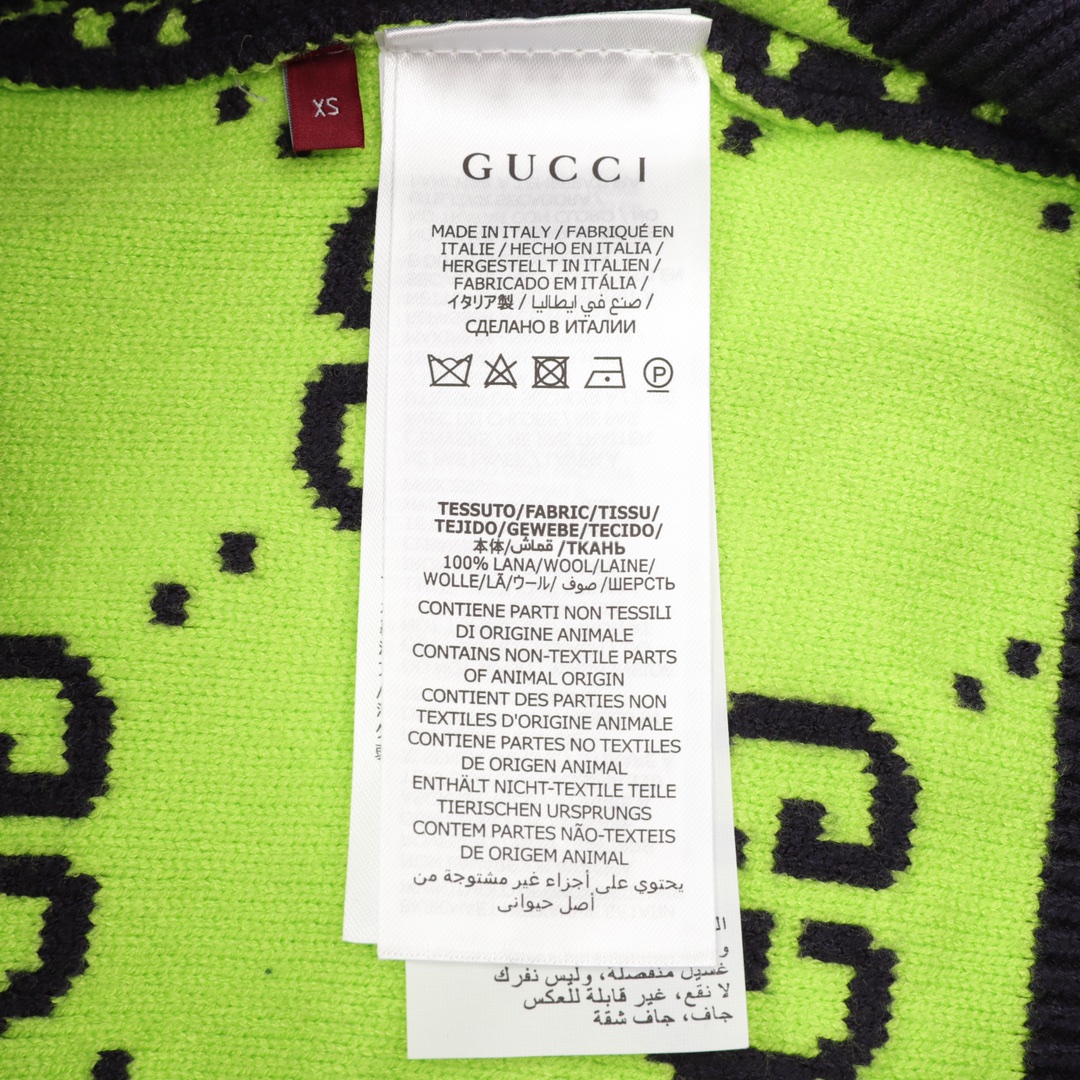 XS
GUCCI
MADE IN ITALY / FABRIQUÉ EN
ITALIE / HECHO EN ITALIA /
HERGESTELLT IN ITALIEN /
FABRICADO EM ITÁLIA /
イタリア製 / صنع في ايطاليا /
СДЕЛАНО В ИТАЛИИ
P
TESSUTO/FABRIC/TISSU/
TEJIDO/GEWEBE/TECIDO/
本体/قماش/ТКАНЬ
100% LANA/WOOL/LAINE/
WOLLE/LÃ/ウール/ صوف /ШЕРСТЬ
CONTIENE PARTI NON TESSILI
DI ORIGINE ANIMALE
CONTAINS NON-TEXTILE PARTS
OF ANIMAL ORIGIN
CONTIENT DES PARTIES NON
TEXTILES D'ORIGINE ANIMALE
CONTIENE PARTES NO TEXTILES
DE ORIGEN ANIMAL
ENTHÄLT NICHT-TEXTILE TEILE
TIERISCHEN URSPRUNGS
CONTEM PARTES NÃO-TEXTEIS
DE ORIGEM ANIMAL
يحتوي على أجزاء غير مشتوجة من
أصل حيوانى
غسيل منفصلة، وليس نفرك
لا نقع، غير قابلة للعكس
جاف، جاف شقة